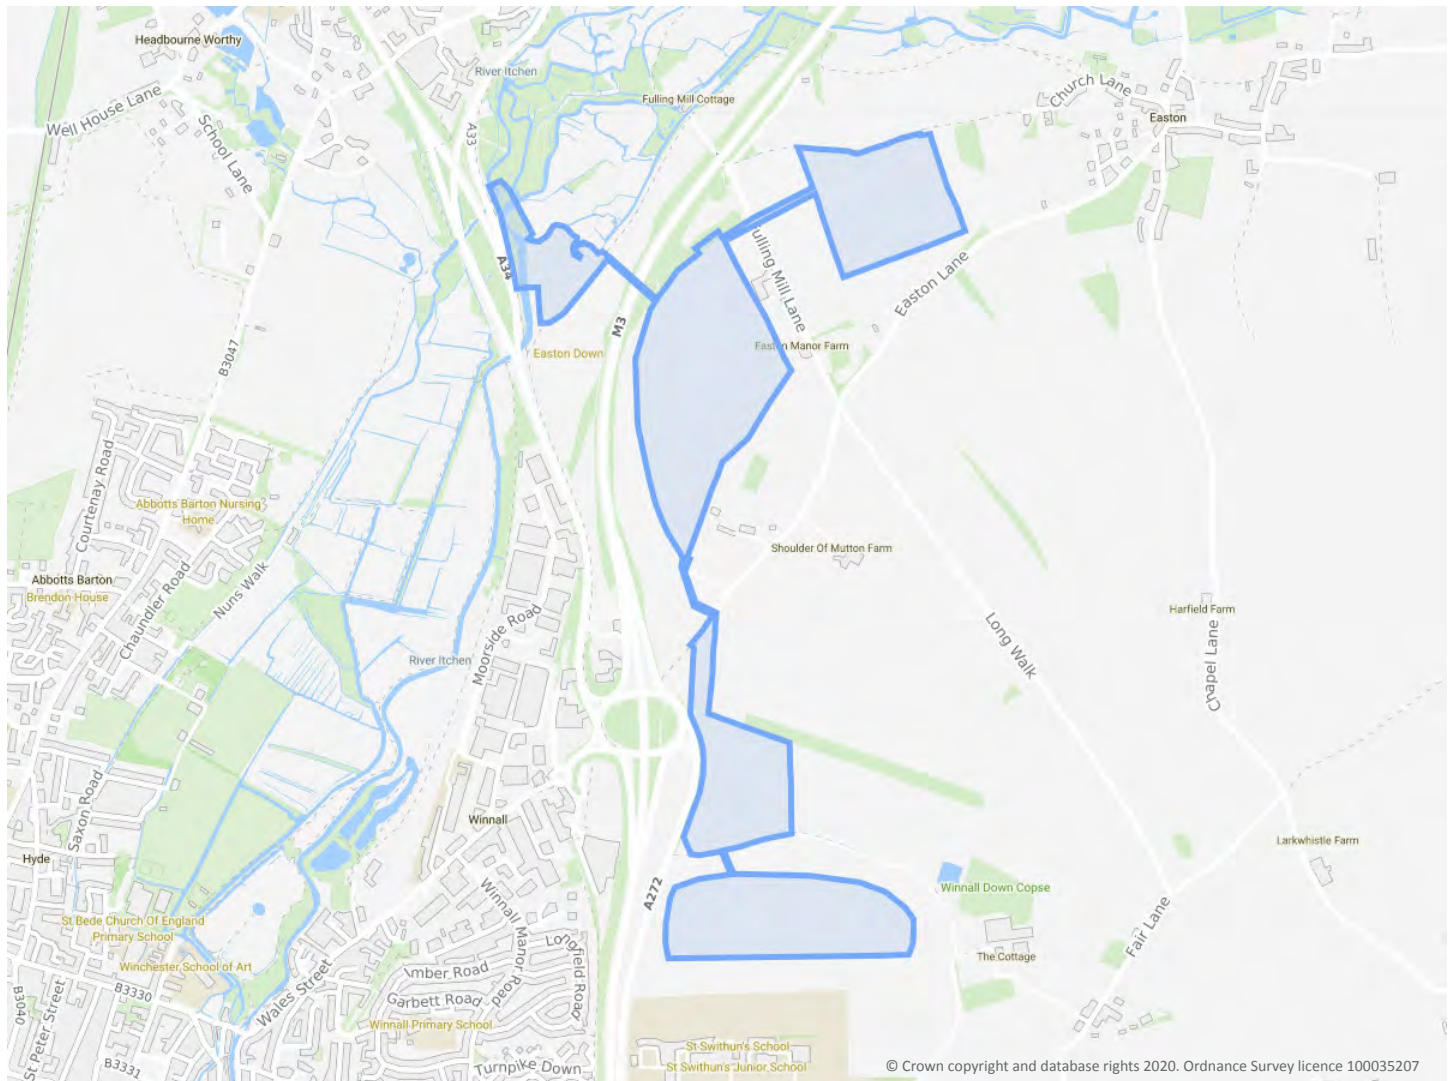 Headbourne Worthy
River Itchen
Well House Lane
School Lane
A33
Fulling Mill Cottage
Church Lane
Easton
A34
M3
Fulling Mill Lane
Easton Lane
Easton Down
Easton Manor Farm
B3047
Courtenay Road
Abbotts Barton Nursing
Home
Abbotts Barton
Brendon House
Chaundler Road
Nuns Walk
Shoulder Of Mutton Farm
Moorside Road
River Itchen
Long Walk
Harfield Farm
Chapel Lane
Saxon Road
Hyde
Winnall
Larkwhistle Farm
A272
Winnall Down Copse
Winnall Manor Road
Longfield Road
St Bede Church Of England
Primary School
Winchester School of Art
Fair Lane
The Cottage
Imber Road
Garbett Road
Wales Street
B3330
B3040
St Peter Street
Winnall Primary School
B3331
Turnpike Down
St Swithun's School
St Swithun's Junior School
© Crown copyright and database rights 2020. Ordnance Survey licence 100035207